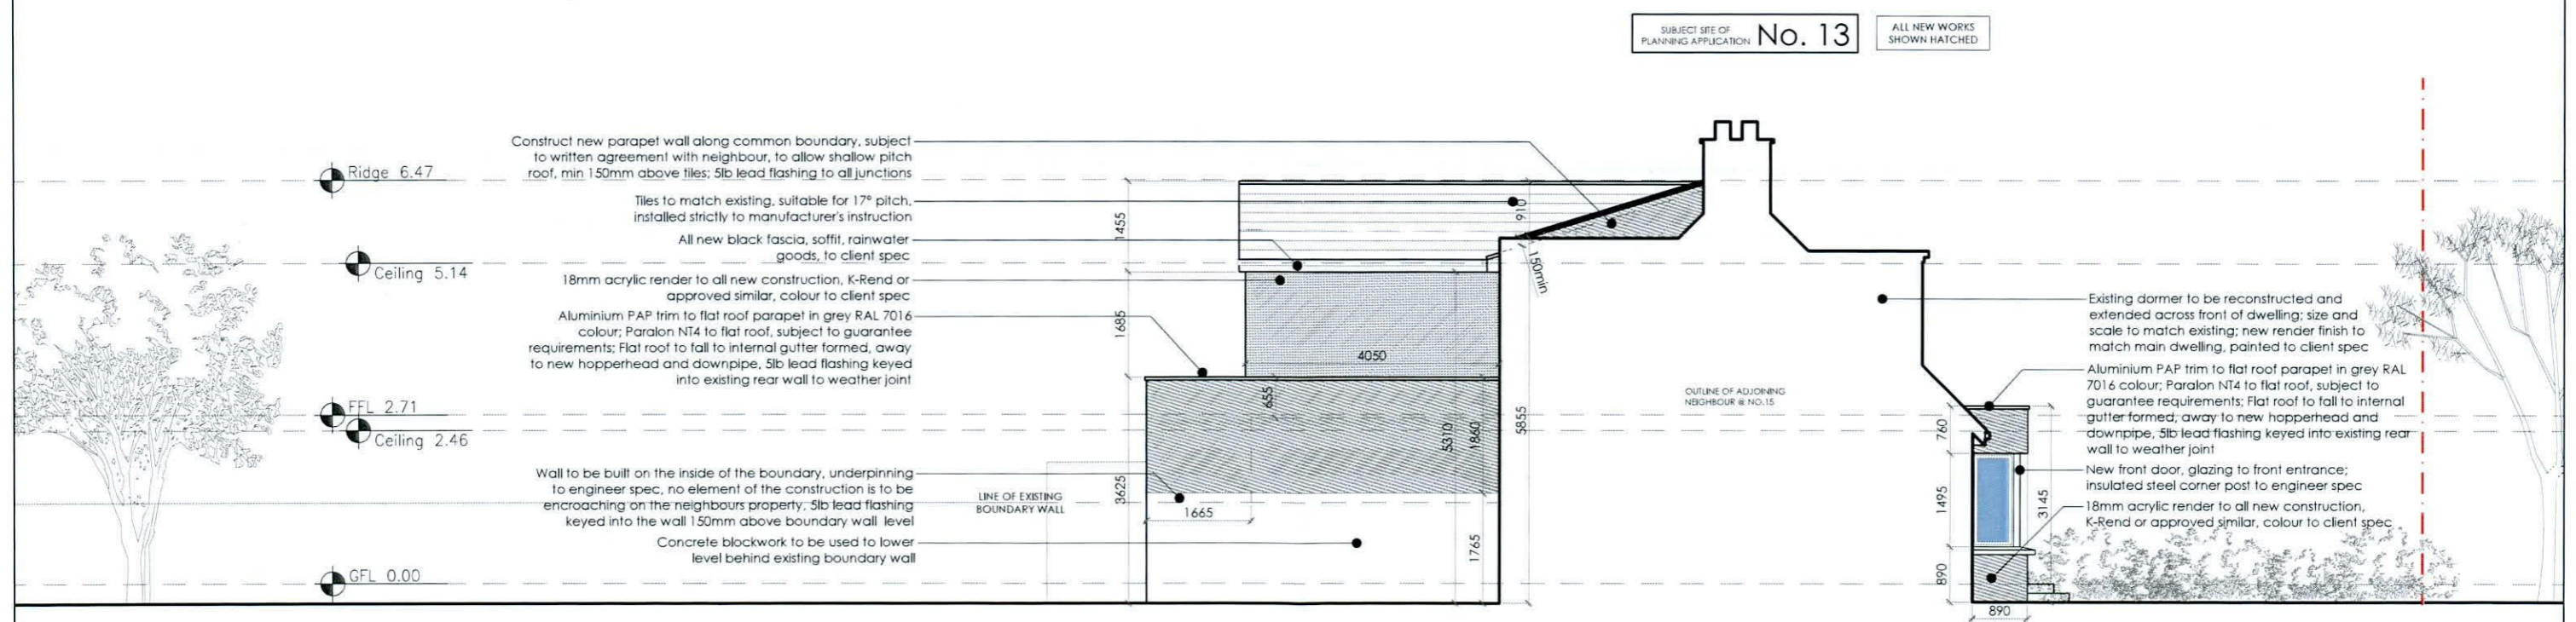 SUBJECT SITE OF
PLANNING APPLICATION No. 13
ALL NEW WORKS
SHOWN HATCHED
Ridge 6.47
Ceiling 5.14
FFL 2.71
Ceiling 2.46
GFL 0.00
Construct new parapet wall along common boundary, subject
to written agreement with neighbour, to allow shallow pitch
roof, min 150mm above tiles; 5lb lead flashing to all junctions
Tiles to match existing, suitable for 17° pitch,
installed strictly to manufacturer's instruction
All new black fascia, soffit, rainwater
goods, to client spec
18mm acrylic render to all new construction, K-Rend or
approved similar, colour to client spec
Aluminium PAP trim to flat roof parapet in grey RAL 7016
colour; Paralon NT4 to flat roof, subject to guarantee
requirements; Flat roof to fall to internal gutter formed, away
to new hopperhead and downpipe, 5lb lead flashing keyed
into existing rear wall to weather joint
Wall to be built on the inside of the boundary, underpinning
to engineer spec, no element of the construction is to be
encroaching on the neighbours property, 5lb lead flashing
keyed into the wall 150mm above boundary wall level
Concrete blockwork to be used to lower
level behind existing boundary wall
LINE OF EXISTING
BOUNDARY WALL
1455
1685
3625
1665
4050
655
5310
1860
1765
5855
910
150min
OUTLINE OF ADJOINING
NEIGHBOUR @ NO.15
760
1495
890
3145
890
Existing dormer to be reconstructed and
extended across front of dwelling; size and
scale to match existing; new render finish to
match main dwelling, painted to client spec
Aluminium PAP trim to flat roof parapet in grey RAL
7016 colour; Paralon NT4 to flat roof, subject to
guarantee requirements; Flat roof to fall to internal
gutter formed, away to new hopperhead and
downpipe, 5lb lead flashing keyed into existing rear
wall to weather joint
New front door, glazing to front entrance;
insulated steel corner post to engineer spec
18mm acrylic render to all new construction,
K-Rend or approved similar, colour to client spec